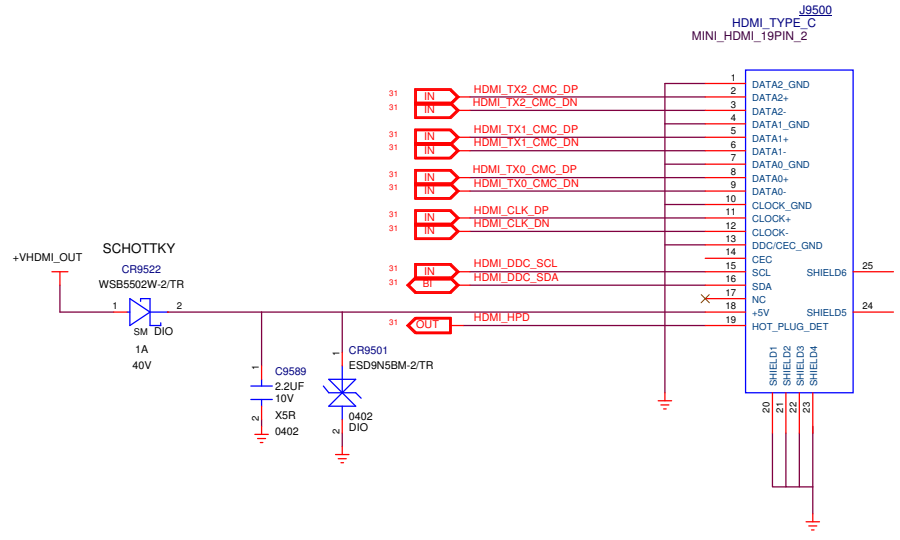 J9500
HDMI_TYPE_C
MINI_HDMI_19PIN_2
1 DATA2_GND
31 IN HDMI_TX2_CMC_DP 2 DATA2+
31 IN HDMI_TX2_CMC_DN 3 DATA2-
4 DATA1_GND
31 IN HDMI_TX1_CMC_DP 5 DATA1+
31 IN HDMI_TX1_CMC_DN 6 DATA1-
7 DATA0_GND
31 IN HDMI_TX0_CMC_DP 8 DATA0+
31 IN HDMI_TX0_CMC_DN 9 DATA0-
10 CLOCK_GND
31 IN HDMI_CLK_DP 11 CLOCK+
31 IN HDMI_CLK_DN 12 CLOCK-
13 DDC/CEC_GND
14 CEC
31 IN HDMI_DDC_SCL 15 SCL SHIELD6 25
31 BI HDMI_DDC_SDA 16 SDA
17 NC
18 +5V SHIELD5 24
31 OUT HDMI_HPD 19 HOT_PLUG_DET
SHIELD1 SHIELD2 SHIELD3 SHIELD4
20 21 22 23
+VHDMI_OUT
SCHOTTKY
CR9522
WSB5502W-2/TR
1 2
SM DIO
1A
40V
1 C9589
2.2UF
10V
2 X5R
0402
1 CR9501
ESD9N5BM-2/TR
0402
2 DIO